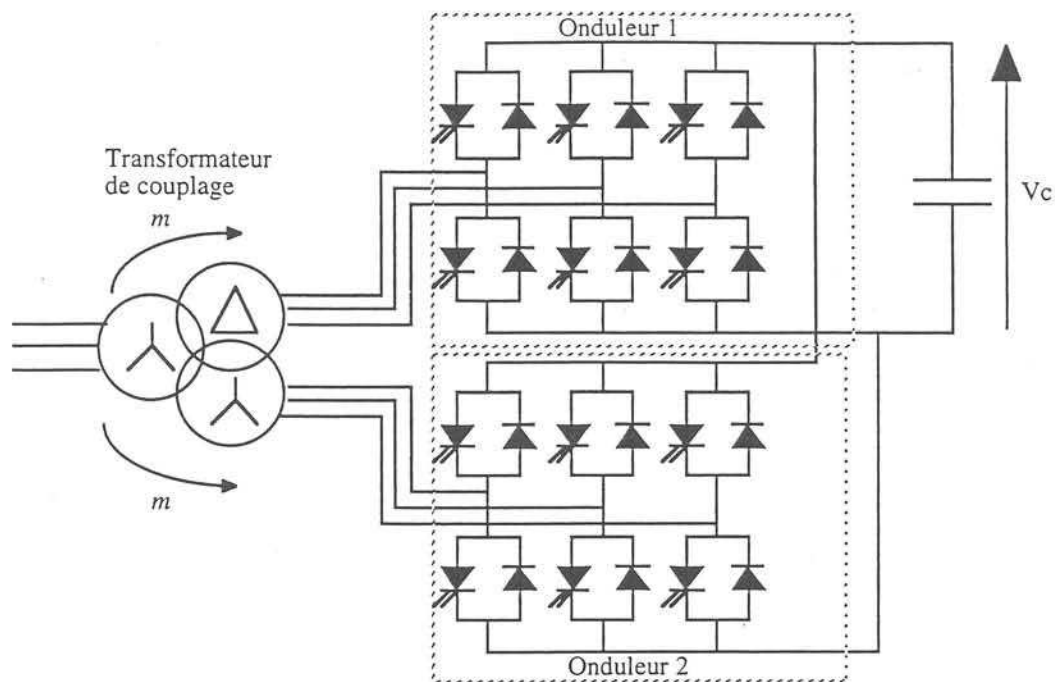 Onduleur 1
Transformateur
de couplage
m
Vc
m
Onduleur 2